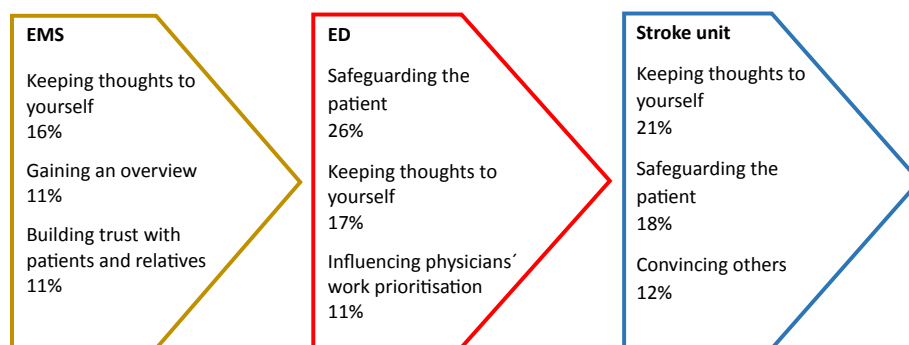 EMS
Keeping thoughts to
yourself
16%
Gaining an overview
11%
Building trust with
patients and relatives
11%
ED
Safeguarding the
patient
26%
Keeping thoughts to
yourself
17%
Influencing physicians´
work prioritisation
11%
Stroke unit
Keeping thoughts to
yourself
21%
Safeguarding the
patient
18%
Convincing others
12%